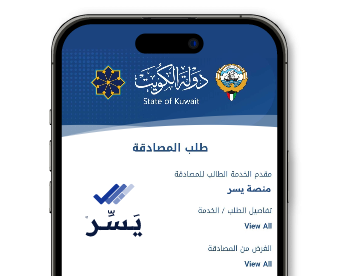 دولة الكويت
State of Kuwait
طلب المصادقة
مقدم الخدمة الطالب للمصادقة
منصة يسر
تفاصيل الطلب / الخدمة
View All
يَسِّر
الغرض من المصادقة
View All